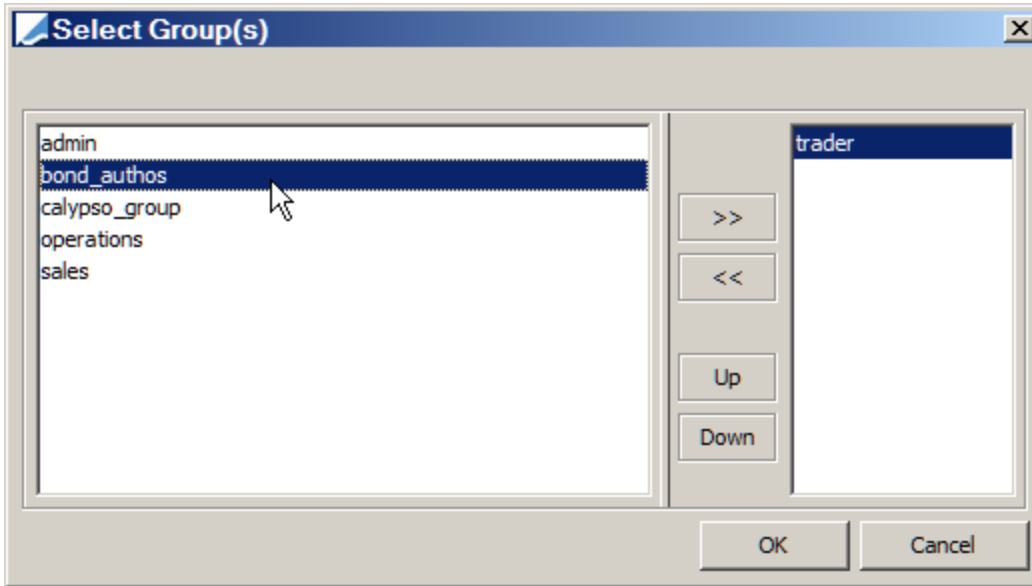 Select Group(s)
admin
bond_authos
calypso_group
operations
sales
>>
<<
Up
Down
trader
OK
Cancel